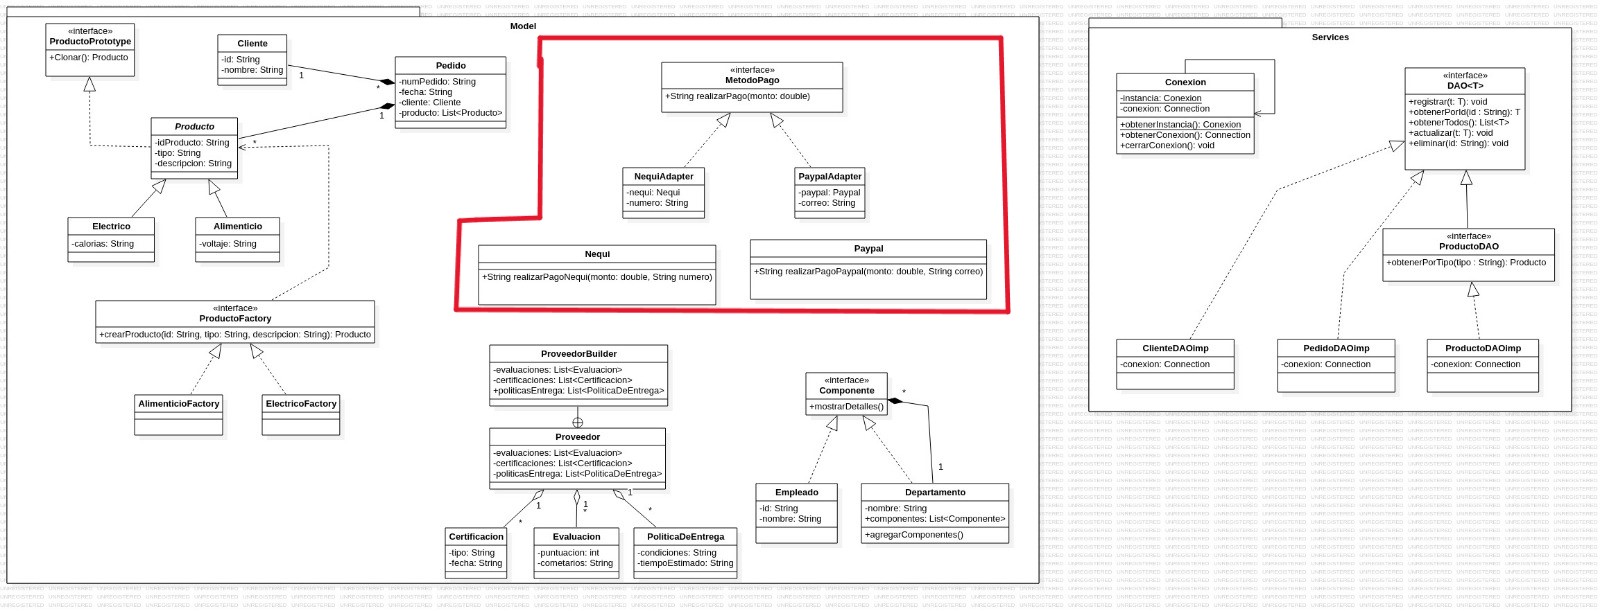 Model
«interface»
ProductoPrototype
+Clonar(): Producto
Cliente
-id: String
-nombre: String
1
*
Pedido
-numPedido: String
-fecha: String
-cliente: Cliente
-producto: List<Producto>
1
Producto
-idProducto: String
-tipo: String
-descripcion: String
*
Electrico
-calorias: String
Alimenticio
-voltaje: String
«interface»
ProductoFactory
+crearProducto(id: String, tipo: String, descripcion: String): Producto
AlimenticioFactory
ElectricoFactory
«interface»
MetodoPago
+String realizarPago(monto: double)
NequiAdapter
-nequi: Nequi
-numero: String
PaypalAdapter
-paypal: Paypal
-correo: String
Nequi
+String realizarPagoNequi(monto: double, String numero)
Paypal
+String realizarPagoPaypal(monto: double, String correo)
ProveedorBuilder
-evaluaciones: List<Evaluacion>
-certificaciones: List<Certificacion>
+politicasEntrega: List<PoliticaDeEntrega>
Proveedor
-evaluaciones: List<Evaluacion>
-certificaciones: List<Certificacion>
-politicasEntrega: List<PoliticaDeEntrega>
1
*
1
*
1
*
Certificacion
-tipo: String
-fecha: String
Evaluacion
-puntuacion: int
-cometarios: String
PoliticaDeEntrega
-condiciones: String
-tiempoEstimado: String
«interface»
Componente
+mostrarDetalles()
*
1
Empleado
-id: String
-nombre: String
Departamento
-nombre: String
+componentes: List<Componente>
+agregarComponentes()
Services
Conexion
-instancia: Conexion
-conexion: Connection
+obtenerInstancia(): Conexion
+obtenerConexion(): Connection
+cerrarConexion(): void
«interface»
DAO<T>
+registrar(t: T): void
+obtenerPorId(id : String): T
+obtenerTodos(): List<T>
+actualizar(t: T): void
+eliminar(id: String): void
«interface»
ProductoDAO
+obtenerPorTipo(tipo : String): Producto
ClienteDAOimp
-conexion: Connection
PedidoDAOimp
-conexion: Connection
ProductoDAOimp
-conexion: Connection
UNREGISTERED